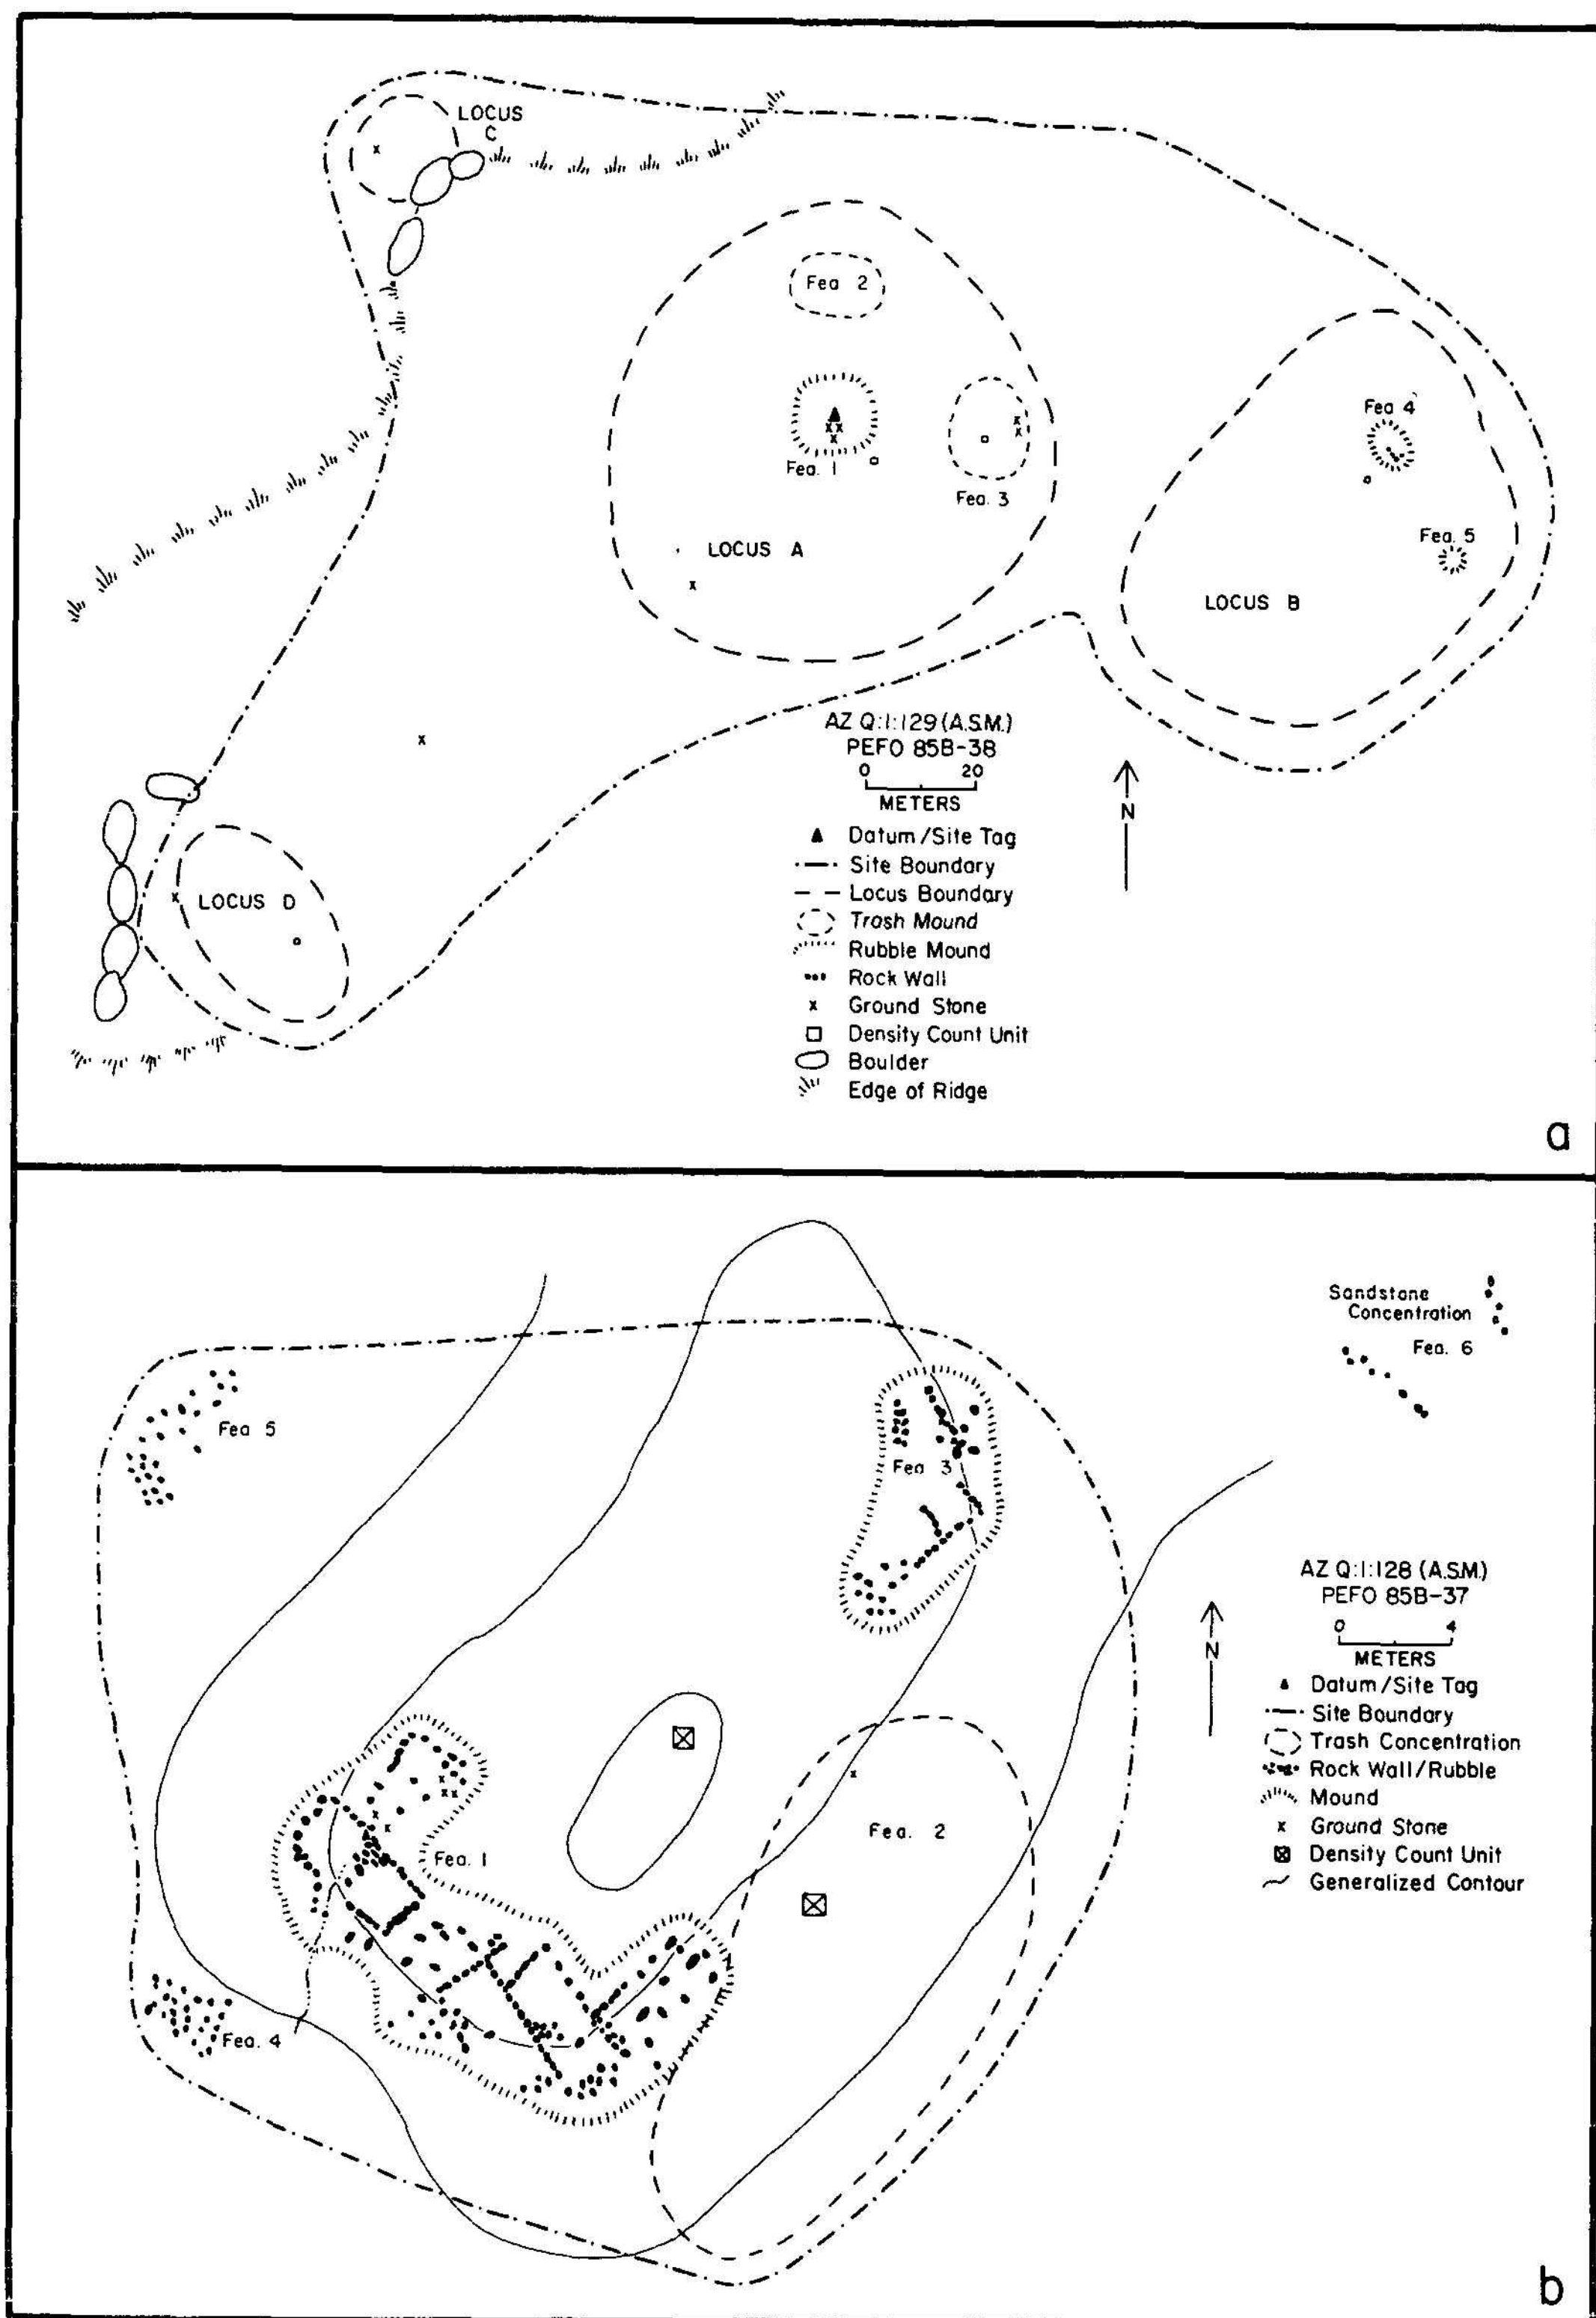 LOCUS
C
Fea 2
Fea. 1
Fea. 3
LOCUS A
Fea 4
Fea. 5
LOCUS B
LOCUS D
AZ Q:1:129 (A.S.M.)
PEFO 85B-38
0 20
METERS
N
Datum/Site Tag
Site Boundary
Locus Boundary
Trash Mound
Rubble Mound
Rock Wall
x Ground Stone
Density Count Unit
Boulder
Edge of Ridge
a
Sandstone
Concentration
Fea. 6
Fea 5
Fea 3
Fea. 1
Fea. 2
Fea. 4
AZ Q:1:128 (A.S.M.)
PEFO 85B-37
0 4
METERS
N
Datum/Site Tag
Site Boundary
Trash Concentration
Rock Wall/Rubble
Mound
x Ground Stone
Density Count Unit
Generalized Contour
b